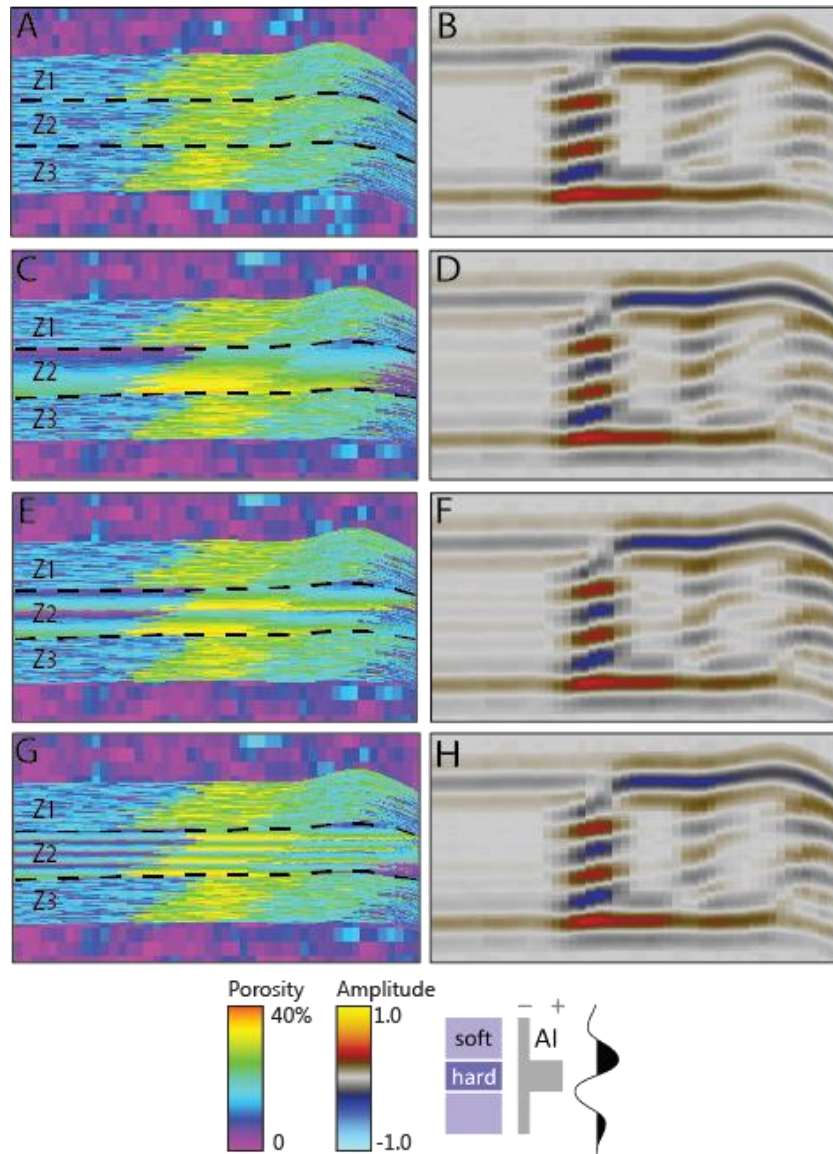 A
B
Z1
Z2
Z3
C
D
Z1
Z2
Z3
E
F
Z1
Z2
Z3
G
H
Z1
Z2
Z3
Porosity
Amplitude
40%
1.0
0
-1.0
- +
soft
AI
hard